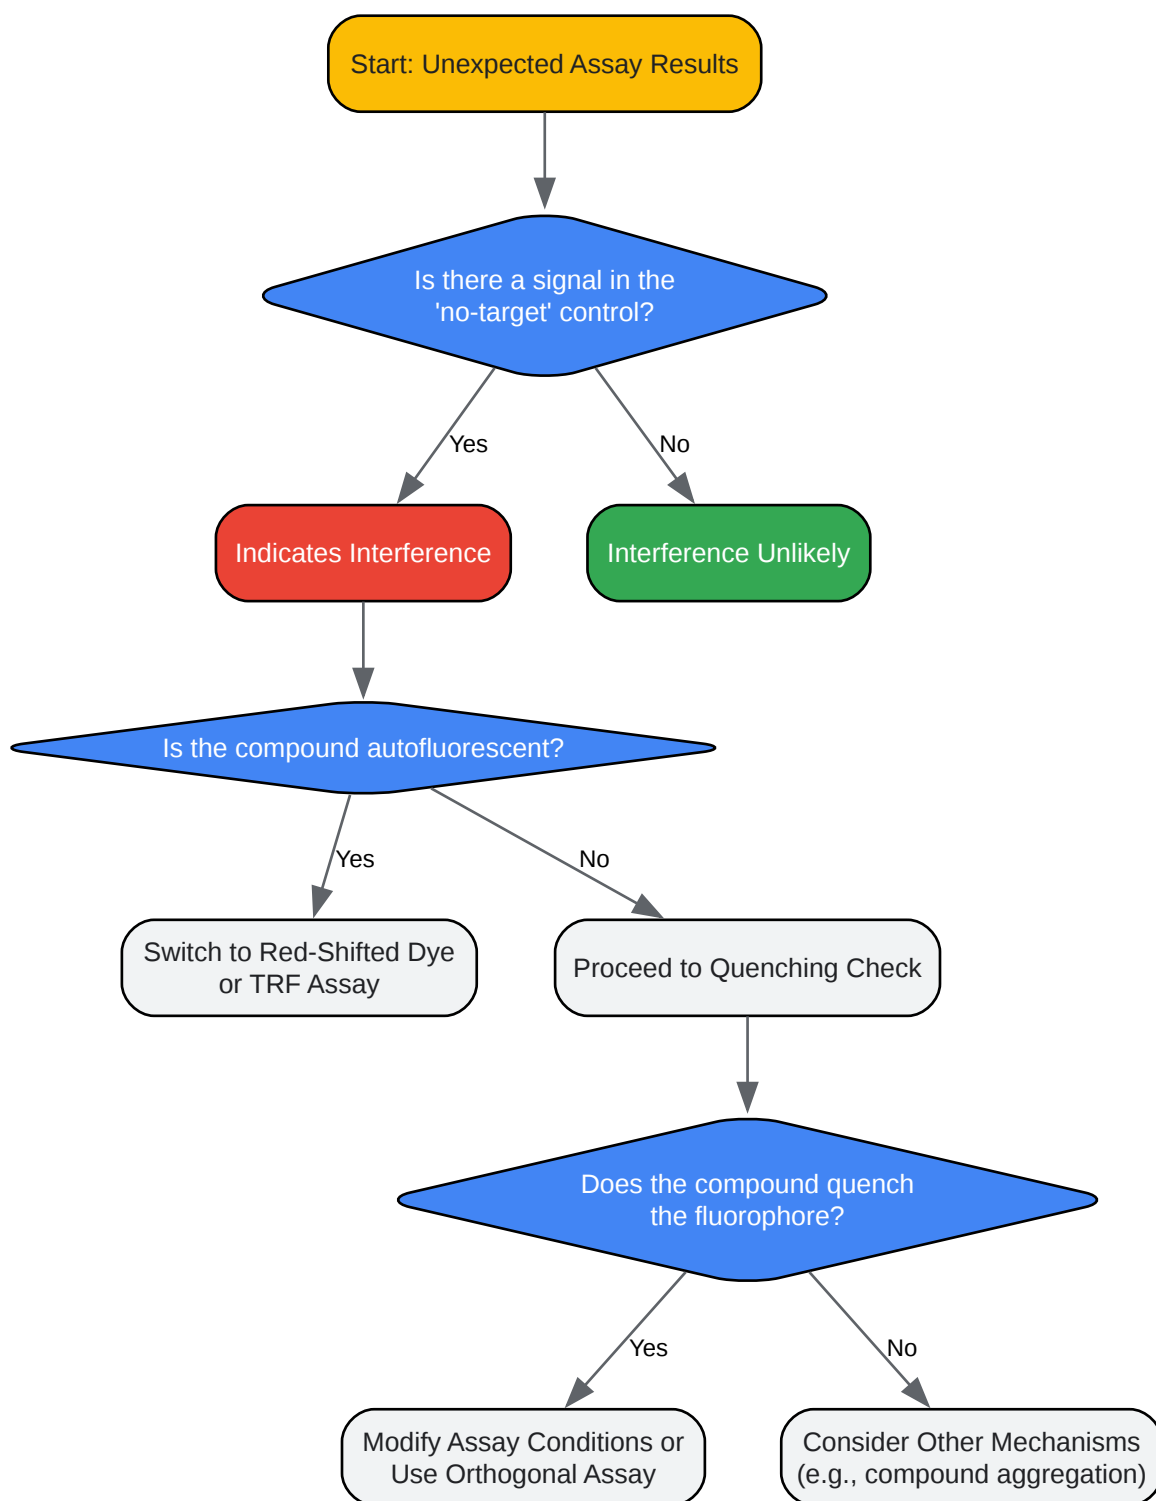 Start: Unexpected Assay Results
Is there a signal in the
'no-target' control?
Yes
No
Indicates Interference
Interference Unlikely
Is the compound autofluorescent?
Yes
No
Switch to Red-Shifted Dye
or TRF Assay
Proceed to Quenching Check
Does the compound quench
the fluorophore?
Yes
No
Modify Assay Conditions or
Use Orthogonal Assay
Consider Other Mechanisms
(e.g., compound aggregation)